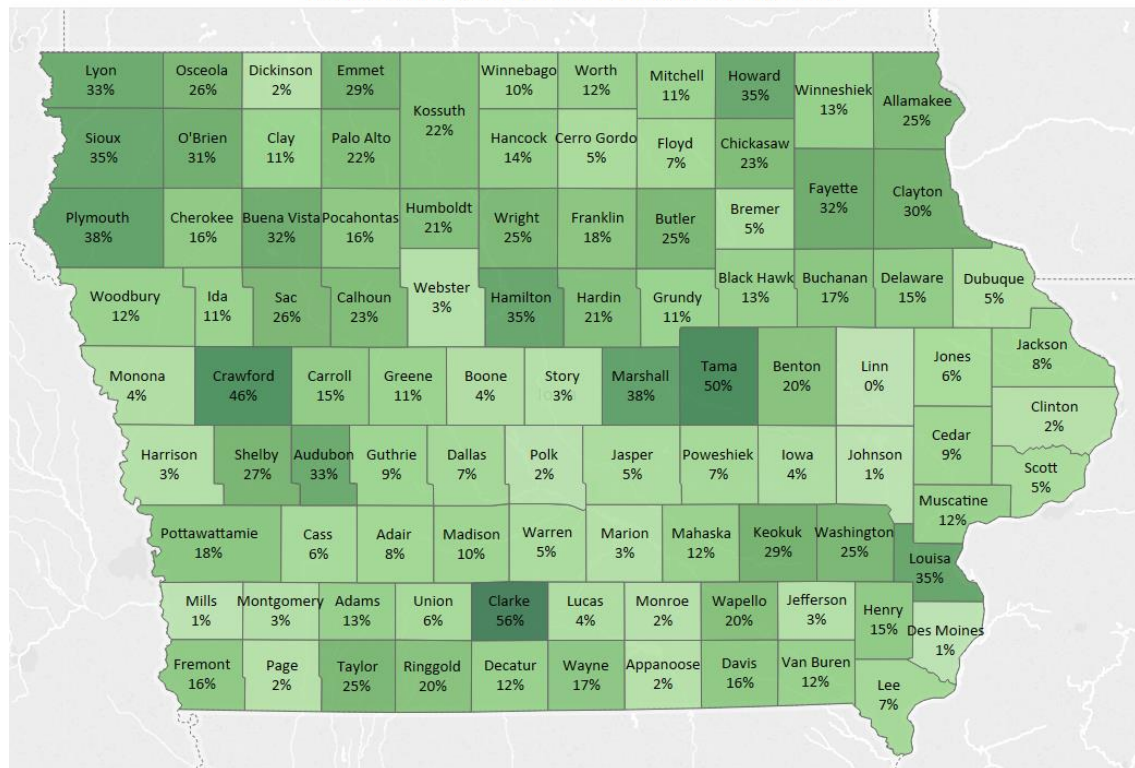 Lyon
33%
Osceola
26%
Dickinson
2%
Emmet
29%
Kossuth
22%
Winnebago
10%
Worth
12%
Mitchell
11%
Howard
35%
Winneshiek
13%
Allamakee
25%
Sioux
35%
O'Brien
31%
Clay
11%
Palo Alto
22%
Hancock
14%
Cerro Gordo
5%
Floyd
7%
Chickasaw
23%
Plymouth
38%
Cherokee
16%
Buena Vista
32%
Pocahontas
16%
Humboldt
21%
Wright
25%
Franklin
18%
Butler
25%
Bremer
5%
Fayette
32%
Clayton
30%
Woodbury
12%
Ida
11%
Sac
26%
Calhoun
23%
Webster
3%
Hamilton
35%
Hardin
21%
Grundy
11%
Black Hawk
13%
Buchanan
17%
Delaware
15%
Dubuque
5%
Monona
4%
Crawford
46%
Carroll
15%
Greene
11%
Boone
4%
Story
3%
Marshall
38%
Tama
50%
Benton
20%
Linn
0%
Jones
6%
Jackson
8%
Clinton
2%
Harrison
3%
Shelby
27%
Audubon
33%
Guthrie
9%
Dallas
7%
Polk
2%
Jasper
5%
Poweshiek
7%
Iowa
4%
Johnson
1%
Cedar
9%
Scott
5%
Muscatine
12%
Pottawattamie
18%
Cass
6%
Adair
8%
Madison
10%
Warren
5%
Marion
3%
Mahaska
12%
Keokuk
29%
Washington
25%
Louisa
35%
Mills
1%
Montgomery
3%
Adams
13%
Union
6%
Clarke
56%
Lucas
4%
Monroe
2%
Wapello
20%
Jefferson
3%
Henry
15%
Des Moines
1%
Fremont
16%
Page
2%
Taylor
25%
Ringgold
20%
Decatur
12%
Wayne
17%
Appanoose
2%
Davis
16%
Van Buren
12%
Lee
7%